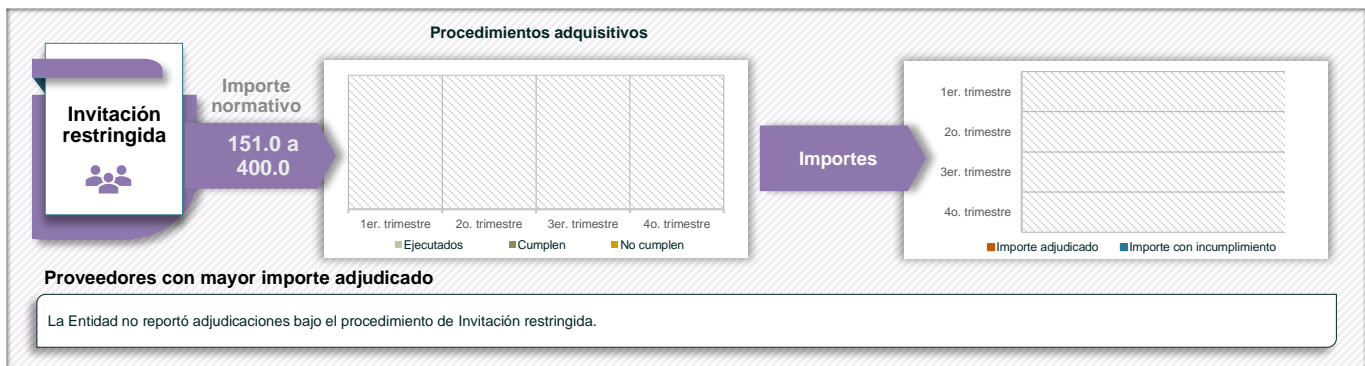 Procedimientos adquisitivos
Invitación
restringida
Importe
normativo
151.0 a
400.0
1er. trimestre
2o. trimestre
3er. trimestre
4o. trimestre
Ejecutados
Cumplen
No cumplen
Importes
1er. trimestre
2o. trimestre
3er. trimestre
4o. trimestre
Importe adjudicado
Importe con incumplimiento
Proveedores con mayor importe adjudicado
La Entidad no reportó adjudicaciones bajo el procedimiento de Invitación restringida.